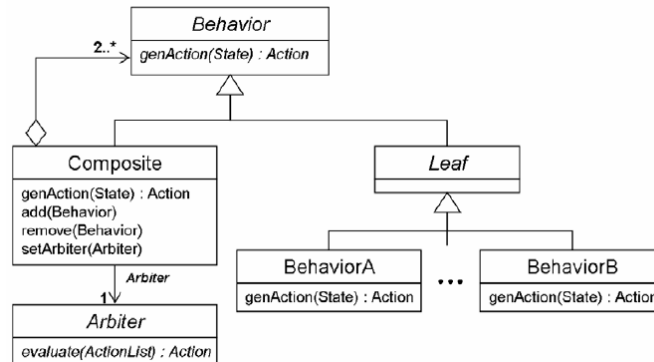 Behavior
2..*
genAction(State) : Action
Composite
genAction(State) : Action
add(Behavior)
remove(Behavior)
setArbiter(Arbiter)
Leaf
Arbiter
1
BehaviorA
genAction(State) : Action
...
BehaviorB
genAction(State) : Action
Arbiter
evaluate(ActionList) : Action